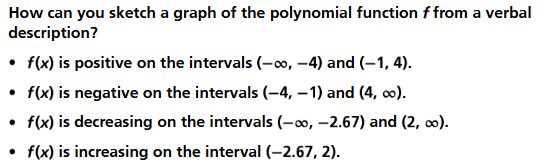 How can you sketch a graph of the polynomial function f from a verbal
description?
• f(x) is positive on the intervals (−∞, −4) and (−1, 4).
• f(x) is negative on the intervals (−4, −1) and (4, ∞).
• f(x) is decreasing on the intervals (−∞, −2.67) and (2, ∞).
• f(x) is increasing on the interval (−2.67, 2).